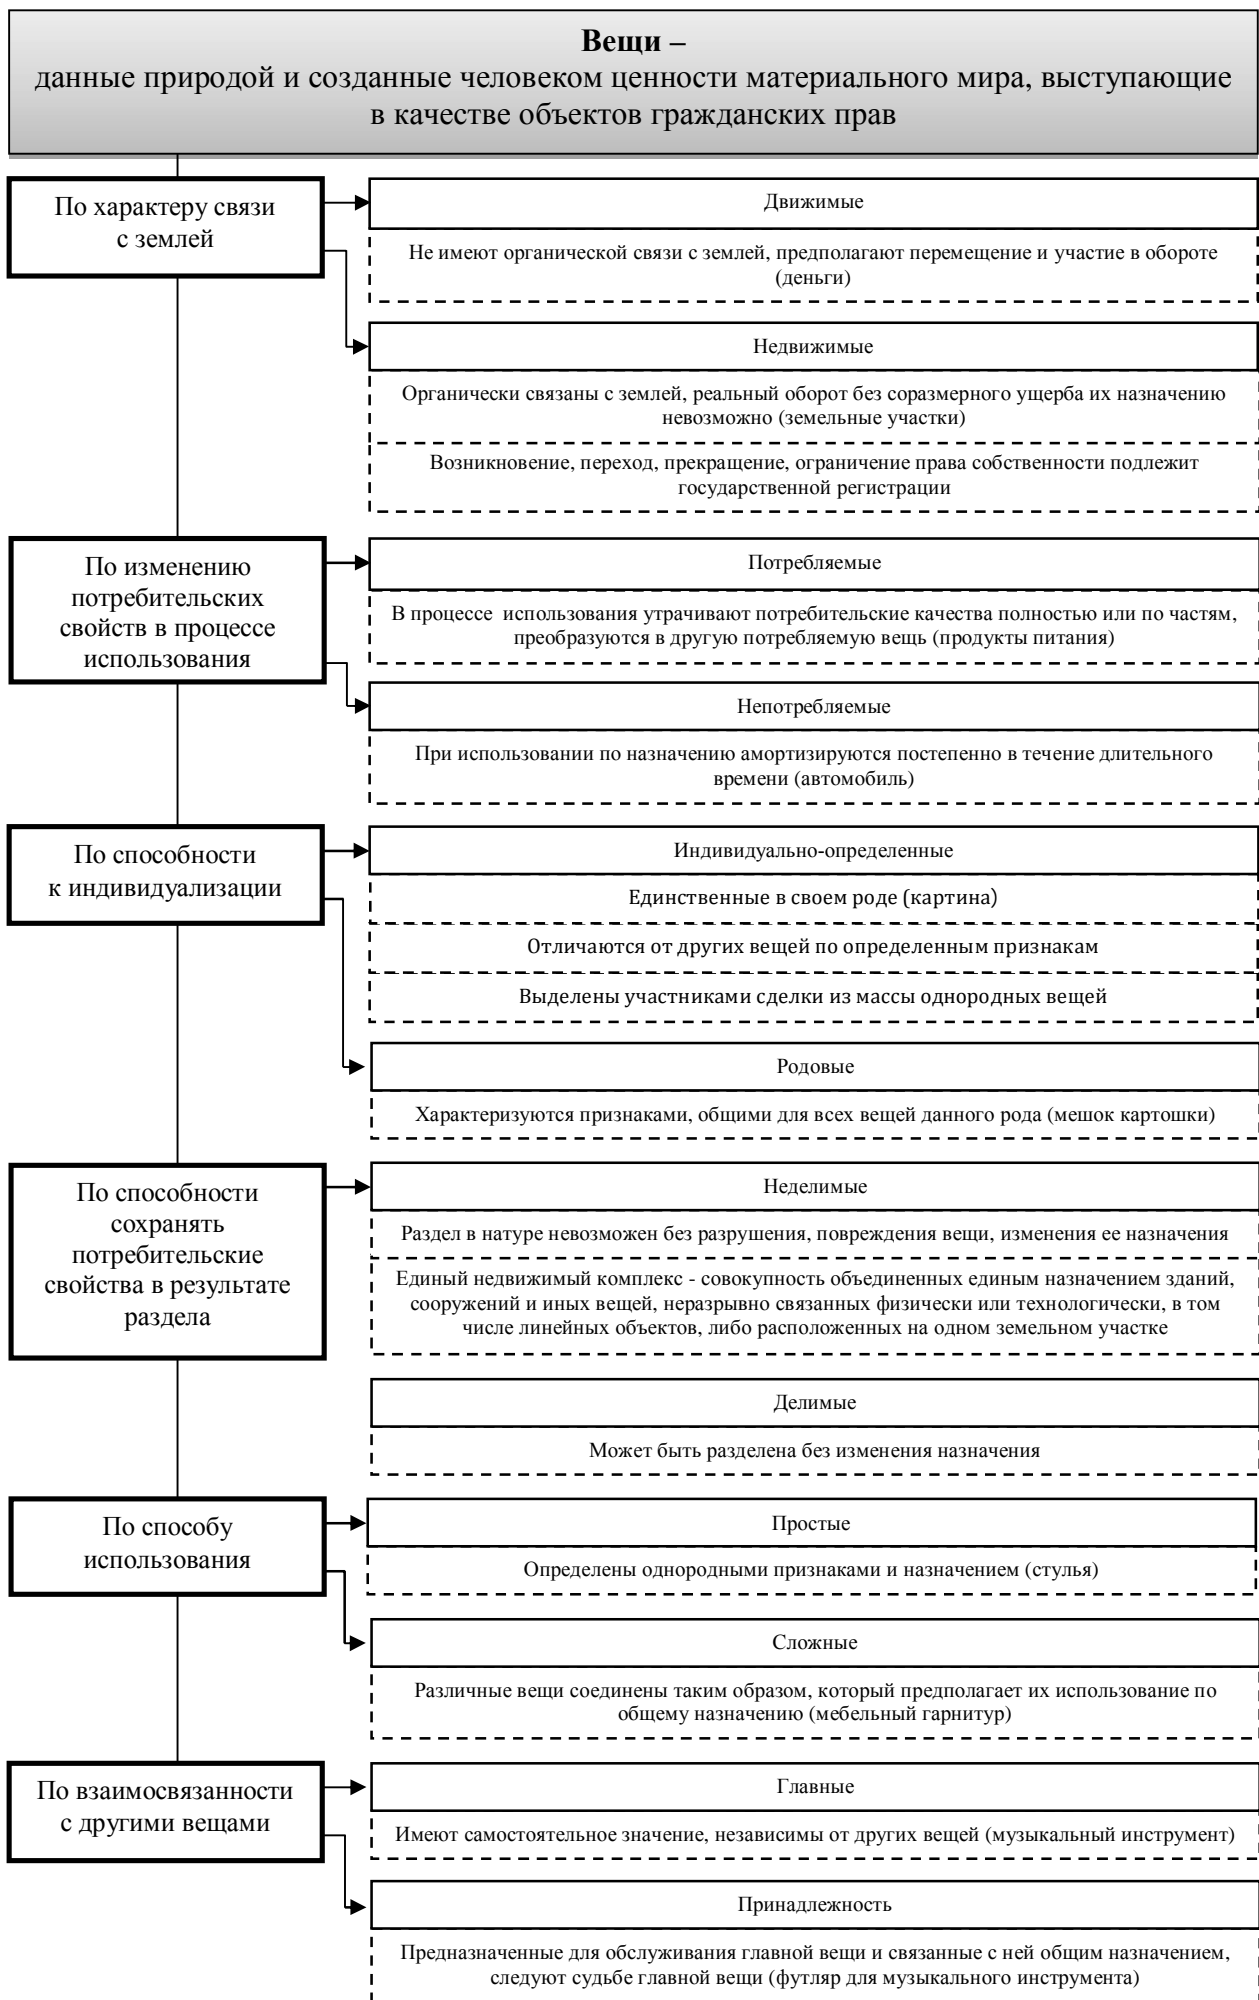 Вещи –
данные природой и созданные человеком ценности материального мира, выступающие
в качестве объектов гражданских прав
По характеру связи
с землей
Движимые
Не имеют органической связи с землей, предполагают перемещение и участие в обороте
(деньги)
Недвижимые
Органически связаны с землей, реальный оборот без соразмерного ущерба их назначению
невозможно (земельные участки)
Возникновение, переход, прекращение, ограничение права собственности подлежит
государственной регистрации
По изменению
потребительских
свойств в процессе
использования
Потребляемые
В процессе использования утрачивают потребительские качества полностью или по частям,
преобразуются в другую потребляемую вещь (продукты питания)
Непотребляемые
При использовании по назначению амортизируются постепенно в течение длительного
времени (автомобиль)
По способности
к индивидуализации
Индивидуально-определенные
Единственные в своем роде (картина)
Отличаются от других вещей по определенным признакам
Выделены участниками сделки из массы однородных вещей
Родовые
Характеризуются признаками, общими для всех вещей данного рода (мешок картошки)
По способности
сохранять
потребительские
свойства в результате
раздела
Неделимые
Раздел в натуре невозможен без разрушения, повреждения вещи, изменения ее назначения
Единый недвижимый комплекс - совокупность объединенных единым назначением зданий,
сооружений и иных вещей, неразрывно связанных физически или технологически, в том
числе линейных объектов, либо расположенных на одном земельном участке
Делимые
Может быть разделена без изменения назначения
По способу
использования
Простые
Определены однородными признаками и назначением (стулья)
Сложные
Различные вещи соединены таким образом, который предполагает их использование по
общему назначению (мебельный гарнитур)
По взаимосвязанности
с другими вещами
Главные
Имеют самостоятельное значение, независимы от других вещей (музыкальный инструмент)
Принадлежность
Предназначенные для обслуживания главной вещи и связанные с ней общим назначением,
следуют судьбе главной вещи (футляр для музыкального инструмента)